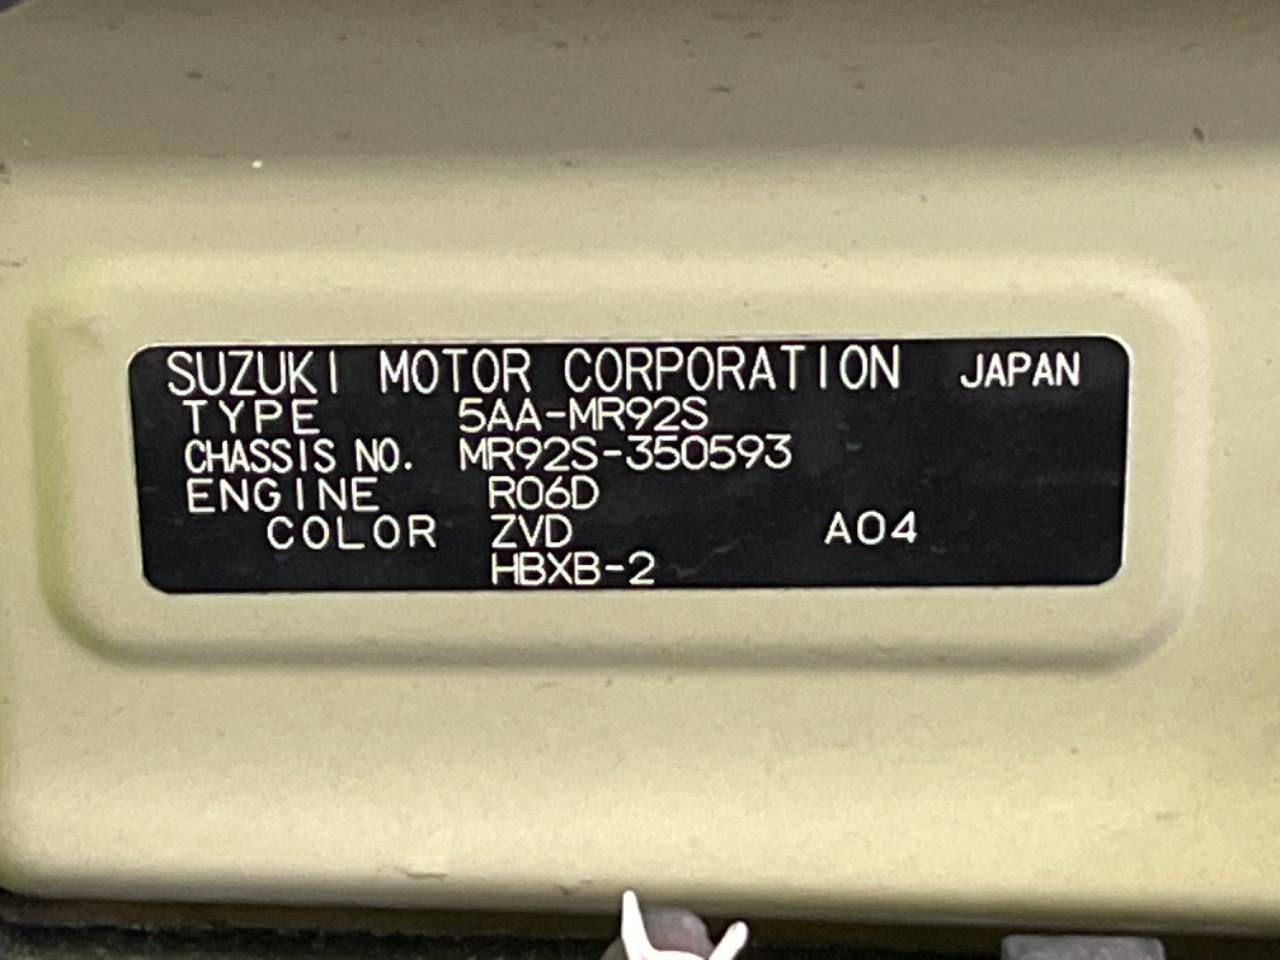 SUZUKI MOTOR CORPORATION JAPAN
TYPE 5AA-MR92S
CHASSIS NO. MR92S-350593
ENGINE R06D
COLOR ZVD A04
HBXB-2